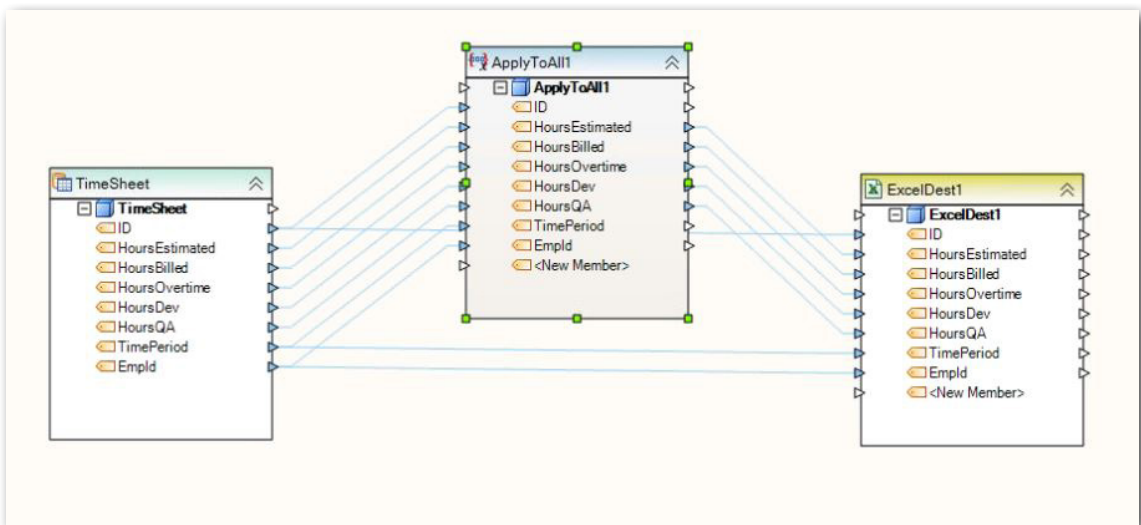 TimeSheet
TimeSheet
ID
HoursEstimated
HoursBilled
HoursOvertime
HoursDev
HoursQA
TimePeriod
EmpId
ApplyToAll1
ApplyToAll1
ID
HoursEstimated
HoursBilled
HoursOvertime
HoursDev
HoursQA
TimePeriod
EmpId
<New Member>
ExcelDest1
ExcelDest1
ID
HoursEstimated
HoursBilled
HoursOvertime
HoursDev
HoursQA
TimePeriod
EmpId
<New Member>